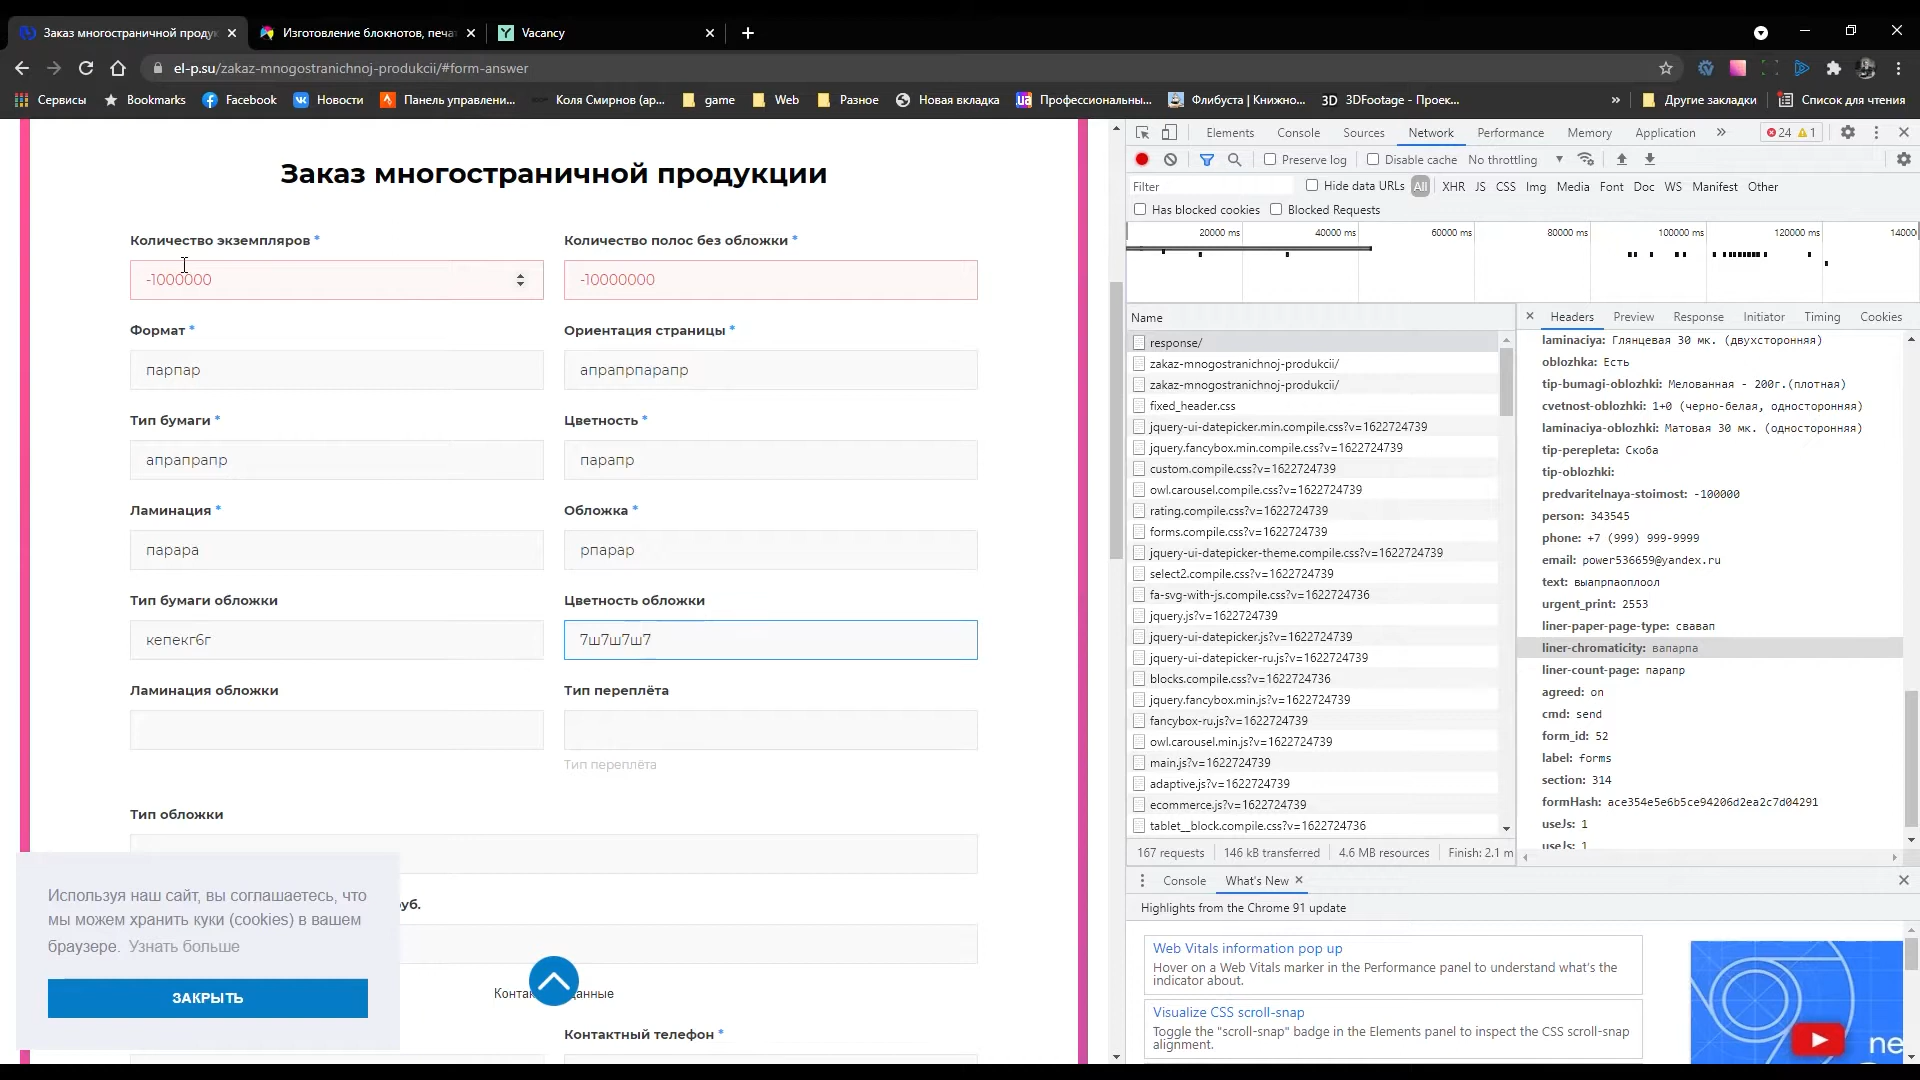 Заказ многостраничной продук
Изготовление блокнотов, печат
Vacancy
el-p.su/zakaz-mnogostranichnoj-produkcii/#form-answer
Сервисы
Bookmarks
Facebook
Новости
Панель управлени...
Коля Смирнов (ар...
game
Web
Разное
Новая вкладка
Профессиональны...
Флибуста | Книжно...
3D 3DFootage - Проек...
»
Другие закладки
Список для чтения
Заказ многостраничной продукции
Количество экземпляров *
Количество полос без обложки *
-1000000
-10000000
Формат *
Ориентация страницы *
парпар
апрапрпарапр
Тип бумаги *
Цветность *
апрапрапр
парапр
Ламинация *
Обложка *
парара
рпарар
Тип бумаги обложки
Цветность обложки
кепекг6г
7ш7ш7ш7
Ламинация обложки
Тип переплёта
Тип переплёта
Тип обложки
уб.
Используя наш сайт, вы соглашаетесь, что
мы можем хранить куки (cookies) в вашем
браузере. Узнать больше
ЗАКРЫТЬ
Конта
данные
Контактный телефон *
Elements
Console
Sources
Network
Performance
Memory
Application
»
24
1
Preserve log
Disable cache
No throttling
Filter
Hide data URLs
All
XHR
JS
CSS
Img
Media
Font
Doc
WS
Manifest
Other
Has blocked cookies
Blocked Requests
20000 ms
40000 ms
60000 ms
80000 ms
100000 ms
120000 ms
14000
Name
response/
zakaz-mnogostranichnoj-produkcii/
zakaz-mnogostranichnoj-produkcii/
fixed_header.css
jquery-ui-datepicker.min.compile.css?v=1622724739
jquery.fancybox.min.compile.css?v=1622724739
custom.compile.css?v=1622724739
owl.carousel.compile.css?v=1622724739
rating.compile.css?v=1622724739
forms.compile.css?v=1622724739
jquery-ui-datepicker-theme.compile.css?v=1622724739
select2.compile.css?v=1622724739
fa-svg-with-js.compile.css?v=1622724736
jquery.js?v=1622724739
jquery-ui-datepicker.js?v=1622724739
jquery-ui-datepicker-ru.js?v=1622724739
blocks.compile.css?v=1622724736
jquery.fancybox.min.js?v=1622724739
fancybox-ru.js?v=1622724739
owl.carousel.min.js?v=1622724739
main.js?v=1622724739
adaptive.js?v=1622724739
ecommerce.js?v=1622724739
tablet__block.compile.css?v=1622724736
167 requests
146 kB transferred
4.6 MB resources
Finish: 2.1 m
Headers
Preview
Response
Initiator
Timing
Cookies
laminaciya: Глянцевая 30 мк. (двухсторонняя)
oblozhka: Есть
tip-bumagi-oblozhki: Мелованная - 200г.(плотная)
cvetnost-oblozhki: 1+0 (черно-белая, односторонняя)
laminaciya-oblozhki: Матовая 30 мк. (односторонняя)
tip-perepleta: Скоба
tip-oblozhki:
predvaritelnaya-stoimost: -100000
person: 343545
phone: +7 (999) 999-9999
email: power536659@yandex.ru
text: выапрпаоплоол
urgent_print: 2553
liner-paper-page-type: свавап
liner-chromaticity: вапарпа
liner-count-page: парапр
agreed: on
cmd: send
form_id: 52
label: forms
section: 314
formHash: ace354e5e6b5ce94206d2ea2c7d04291
useJs: 1
useJs: 1
Console
What's New
Highlights from the Chrome 91 update
Web Vitals information pop up
Hover on a Web Vitals marker in the Performance panel to understand what's the
indicator about.
Visualize CSS scroll-snap
Toggle the "scroll-snap" badge in the Elements panel to inspect the CSS scroll-snap
alignment.
ne